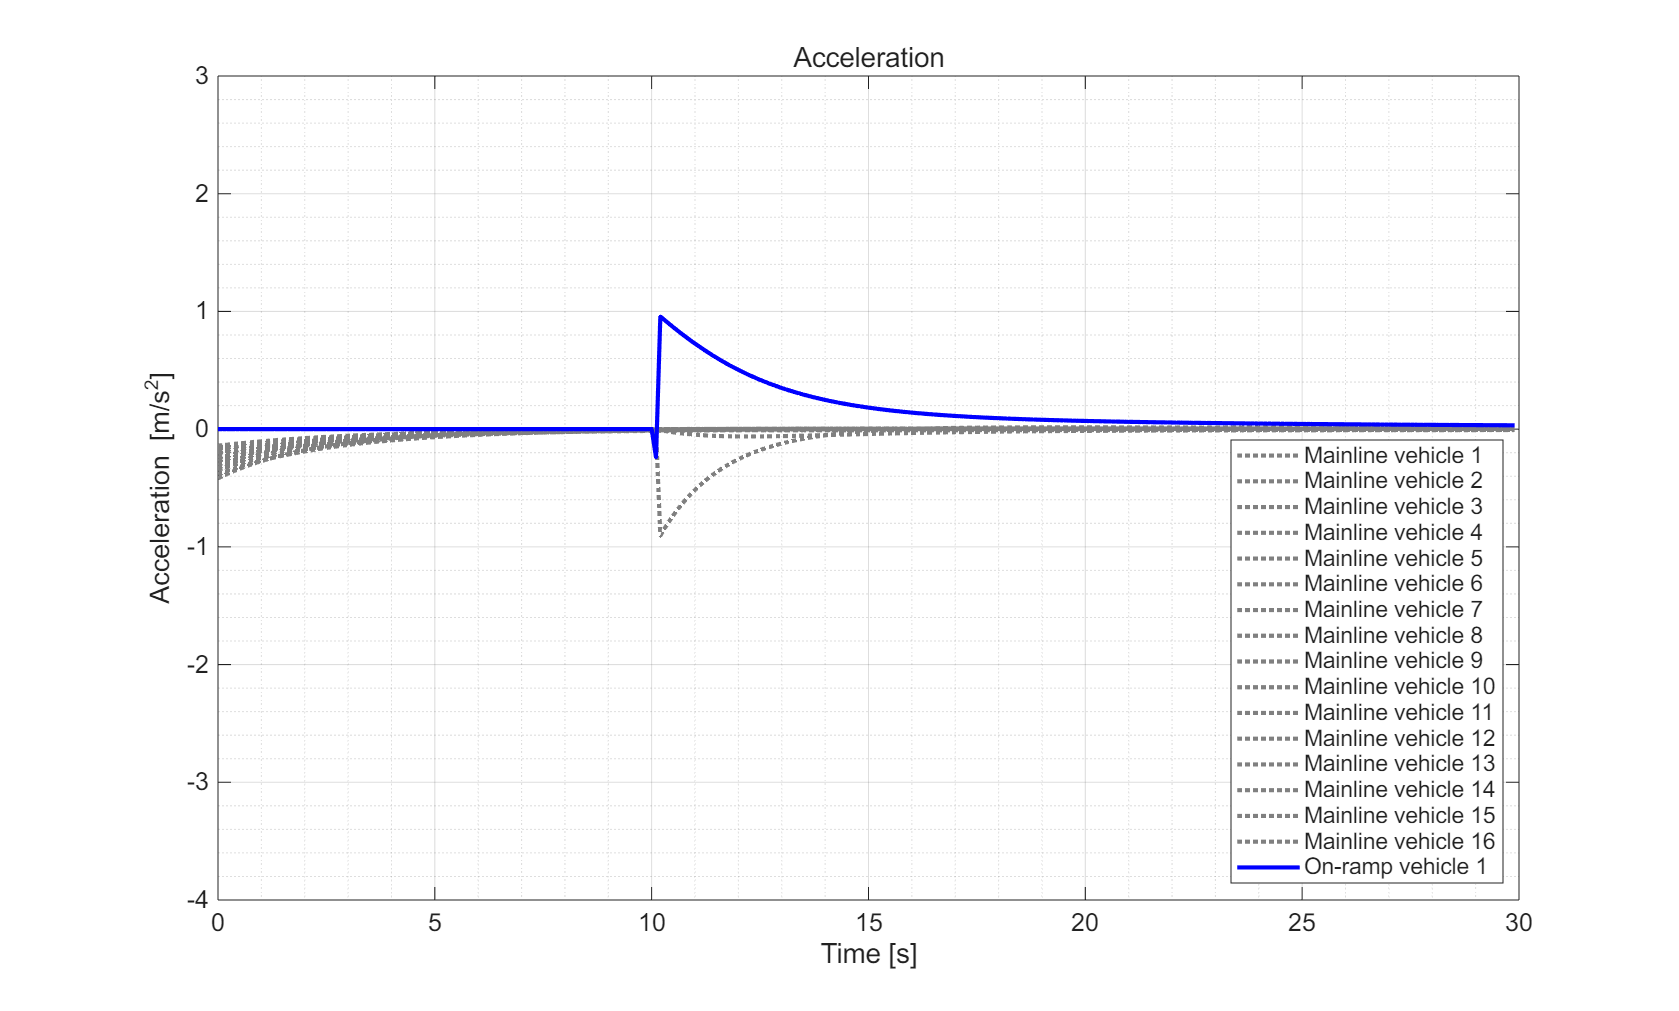 Acceleration
3
2
1
0
-1
-2
-3
-4
Acceleration [m/s²]
0 5 10 15 20 25 30
Time [s]
Mainline vehicle 1
Mainline vehicle 2
Mainline vehicle 3
Mainline vehicle 4
Mainline vehicle 5
Mainline vehicle 6
Mainline vehicle 7
Mainline vehicle 8
Mainline vehicle 9
Mainline vehicle 10
Mainline vehicle 11
Mainline vehicle 12
Mainline vehicle 13
Mainline vehicle 14
Mainline vehicle 15
Mainline vehicle 16
On-ramp vehicle 1